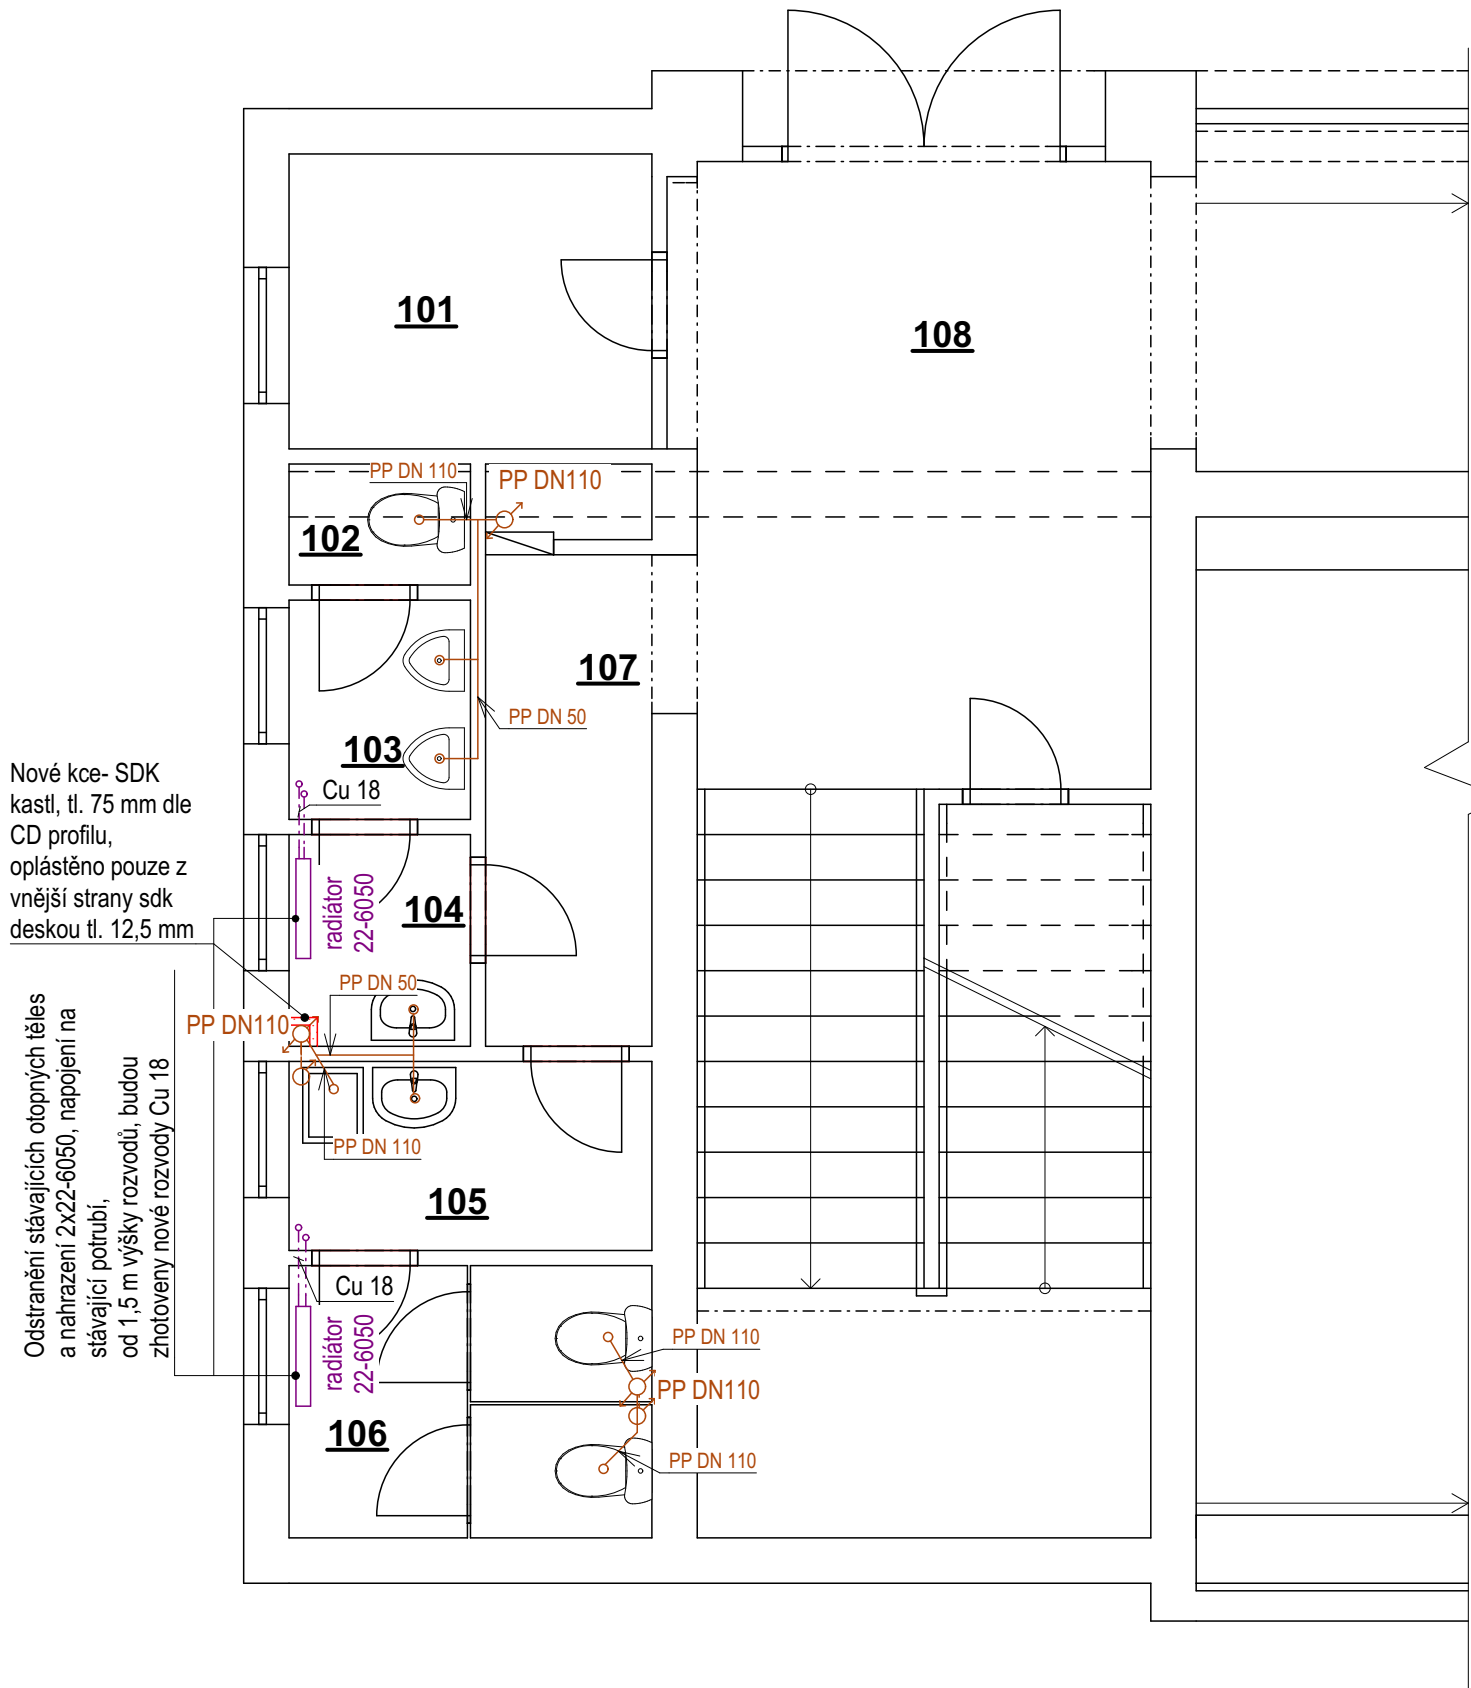 101
108
PP DN 110
PP DN110
102
107
PP DN 50
103
Nové kce- SDK
kastl, tl. 75 mm dle
CD profilu,
oplástěno pouze z
vnější strany sdk
deskou tl. 12,5 mm
Cu 18
radiátor
22-6050
104
PP DN 50
PP DN110
Odstranění stávajících otopných těles
a nahrazení 2x22-6050, napojení na
stávající potrubí,
od 1,5 m výšky rozvodů, budou
zhotoveny nové rozvody Cu 18
PP DN 110
105
Cu 18
radiátor
22-6050
PP DN 110
PP DN110
106
PP DN 110